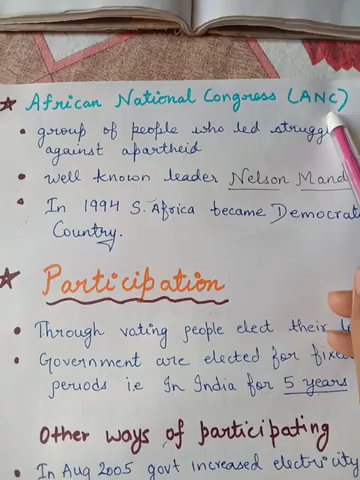 ★ African National Congress (ANC)
• group of people who led struggl
against apartheid
• well known leader Nelson Mand
• In 1994 S. Africa became Democrat
Country.
★ Participation
• Through voting people elect their
• Government are elected for fixe
periods i.e In India for 5 years
Other ways of participating
• In Aug 2005 govt increased electricity